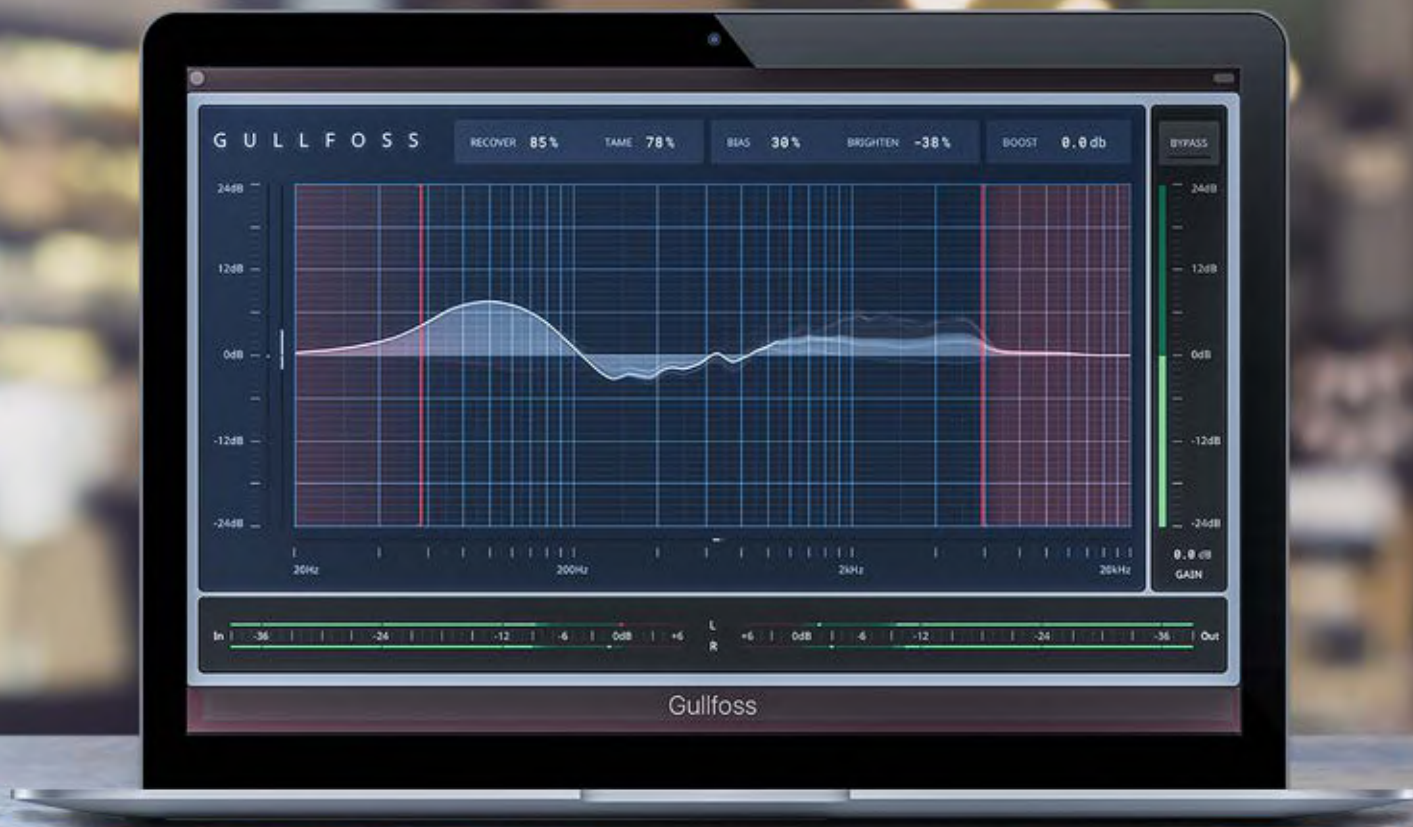 GULLFOSS RECOVER 85% TAME 78% BIAS 30% BRIGHTEN -38% BOOST 0.0 db BYPASS
24dB 24dB
12dB 12dB
0dB 0dB
-12dB -12dB
-24dB -24dB
20Hz 200Hz 2kHz 20kHz
0.0 dB
GAIN
L
In -36 -24 -12 -6 0dB +6 +6 0dB -6 -12 -24 -36 Out
R
Gullfoss